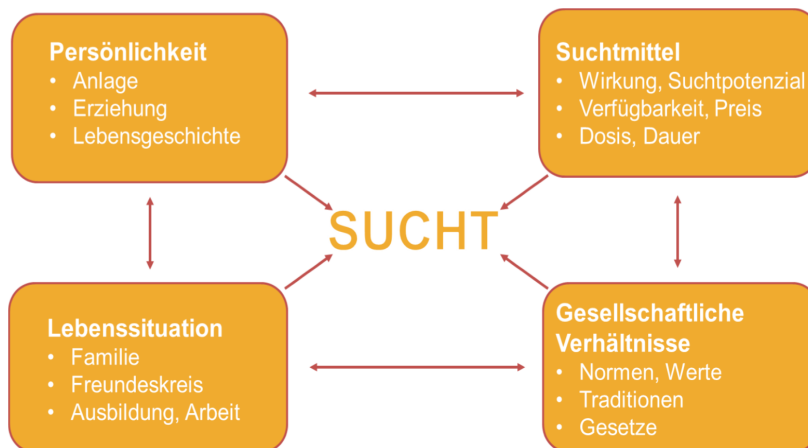 Persönlichkeit
• Anlage
• Erziehung
• Lebensgeschichte
Suchtmittel
• Wirkung, Suchtpotenzial
• Verfügbarkeit, Preis
• Dosis, Dauer
SUCHT
Lebenssituation
• Familie
• Freundeskreis
• Ausbildung, Arbeit
Gesellschaftliche
Verhältnisse
• Normen, Werte
• Traditionen
• Gesetze